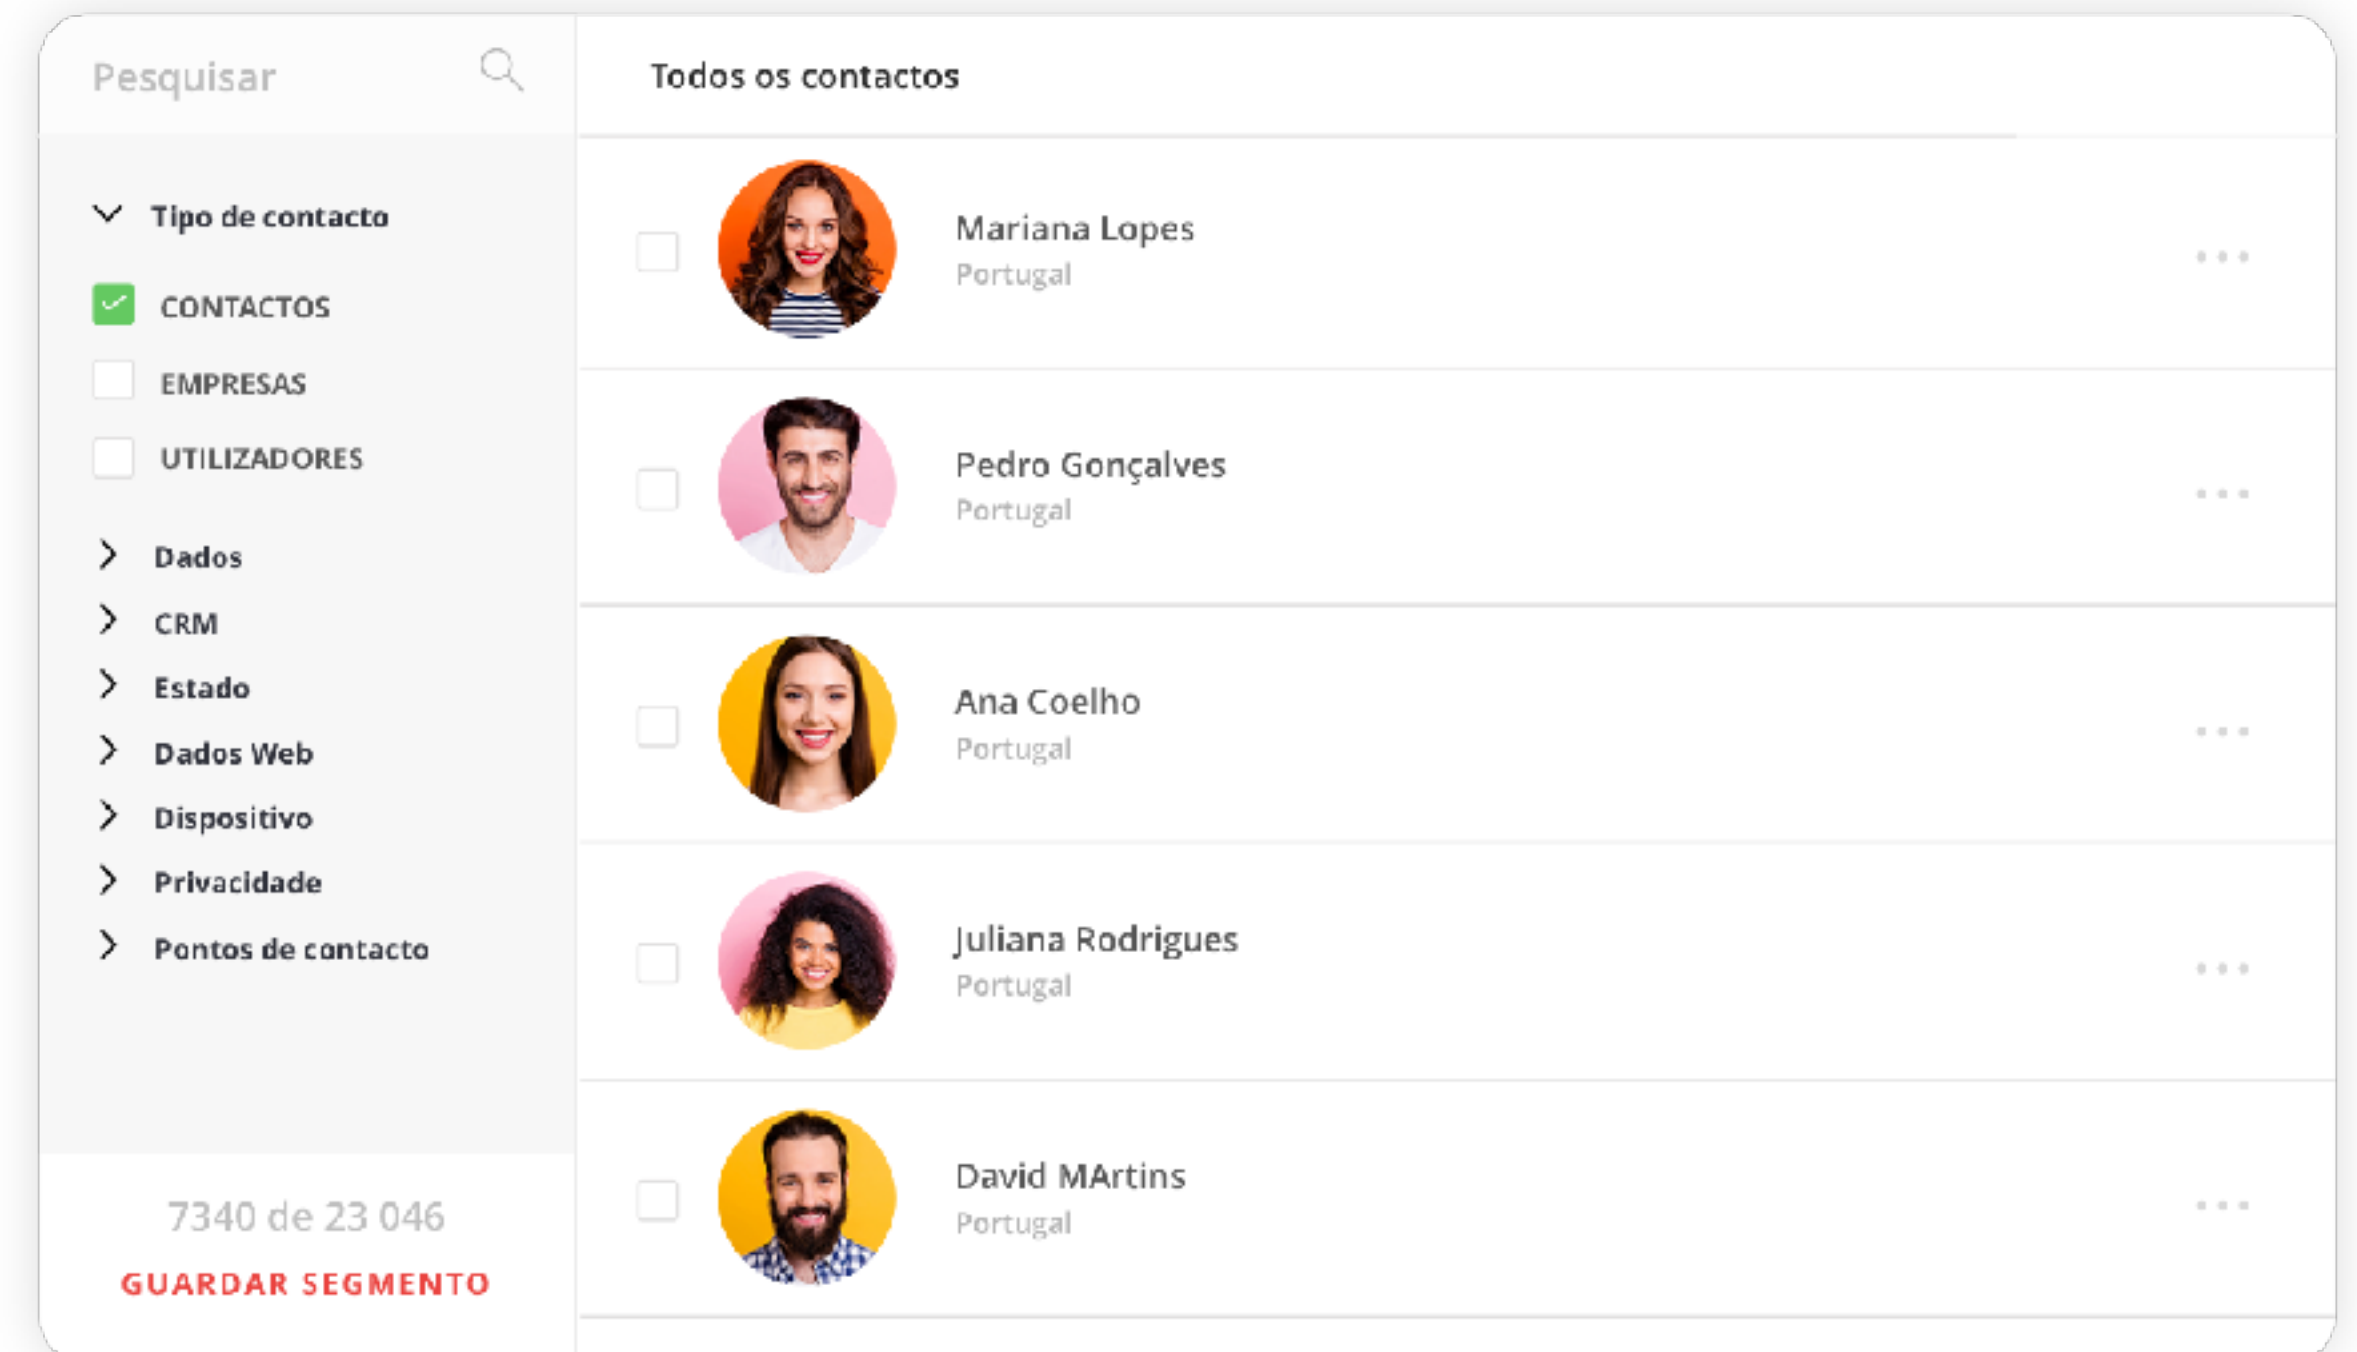 Pesquisar
Tipo de contacto
CONTACTOS
EMPRESAS
UTILIZADORES
Dados
CRM
Estado
Dados Web
Dispositivo
Privacidade
Pontos de contacto
7340 de 23 046
GUARDAR SEGMENTO
Todos os contactos
Mariana Lopes
Portugal
Pedro Gonçalves
Portugal
Ana Coelho
Portugal
Juliana Rodrigues
Portugal
David MArtins
Portugal